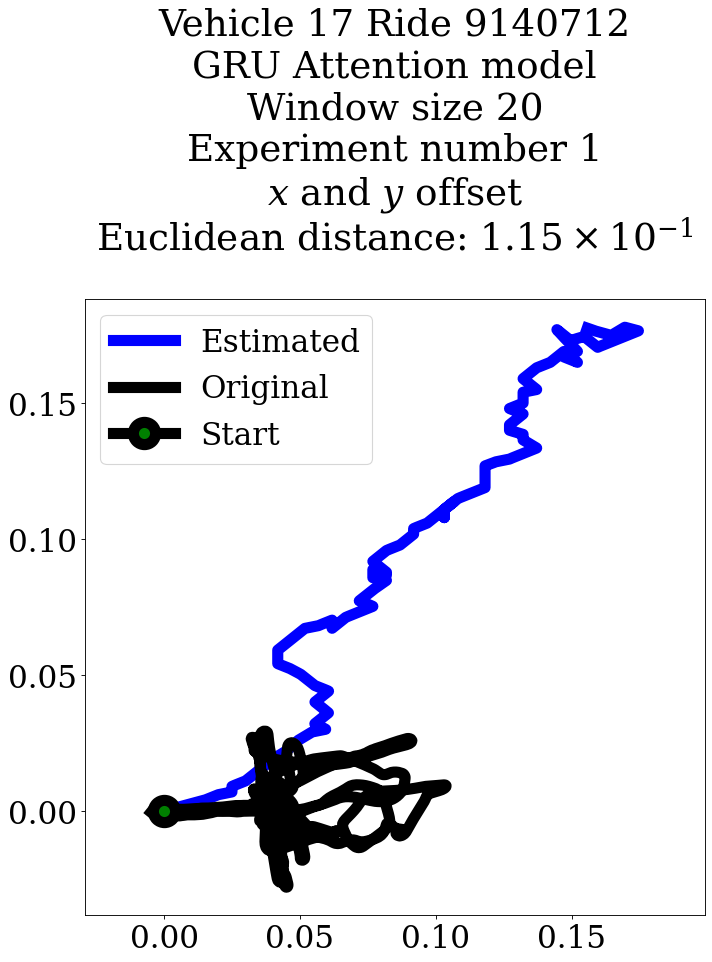 Vehicle 17 Ride 9140712
GRU Attention model
Window size 20
Experiment number 1
x and y offset
Euclidean distance: 1.15 × 10⁻¹
Estimated
Original
Start
0.15
0.10
0.05
0.00
0.00 0.05 0.10 0.15